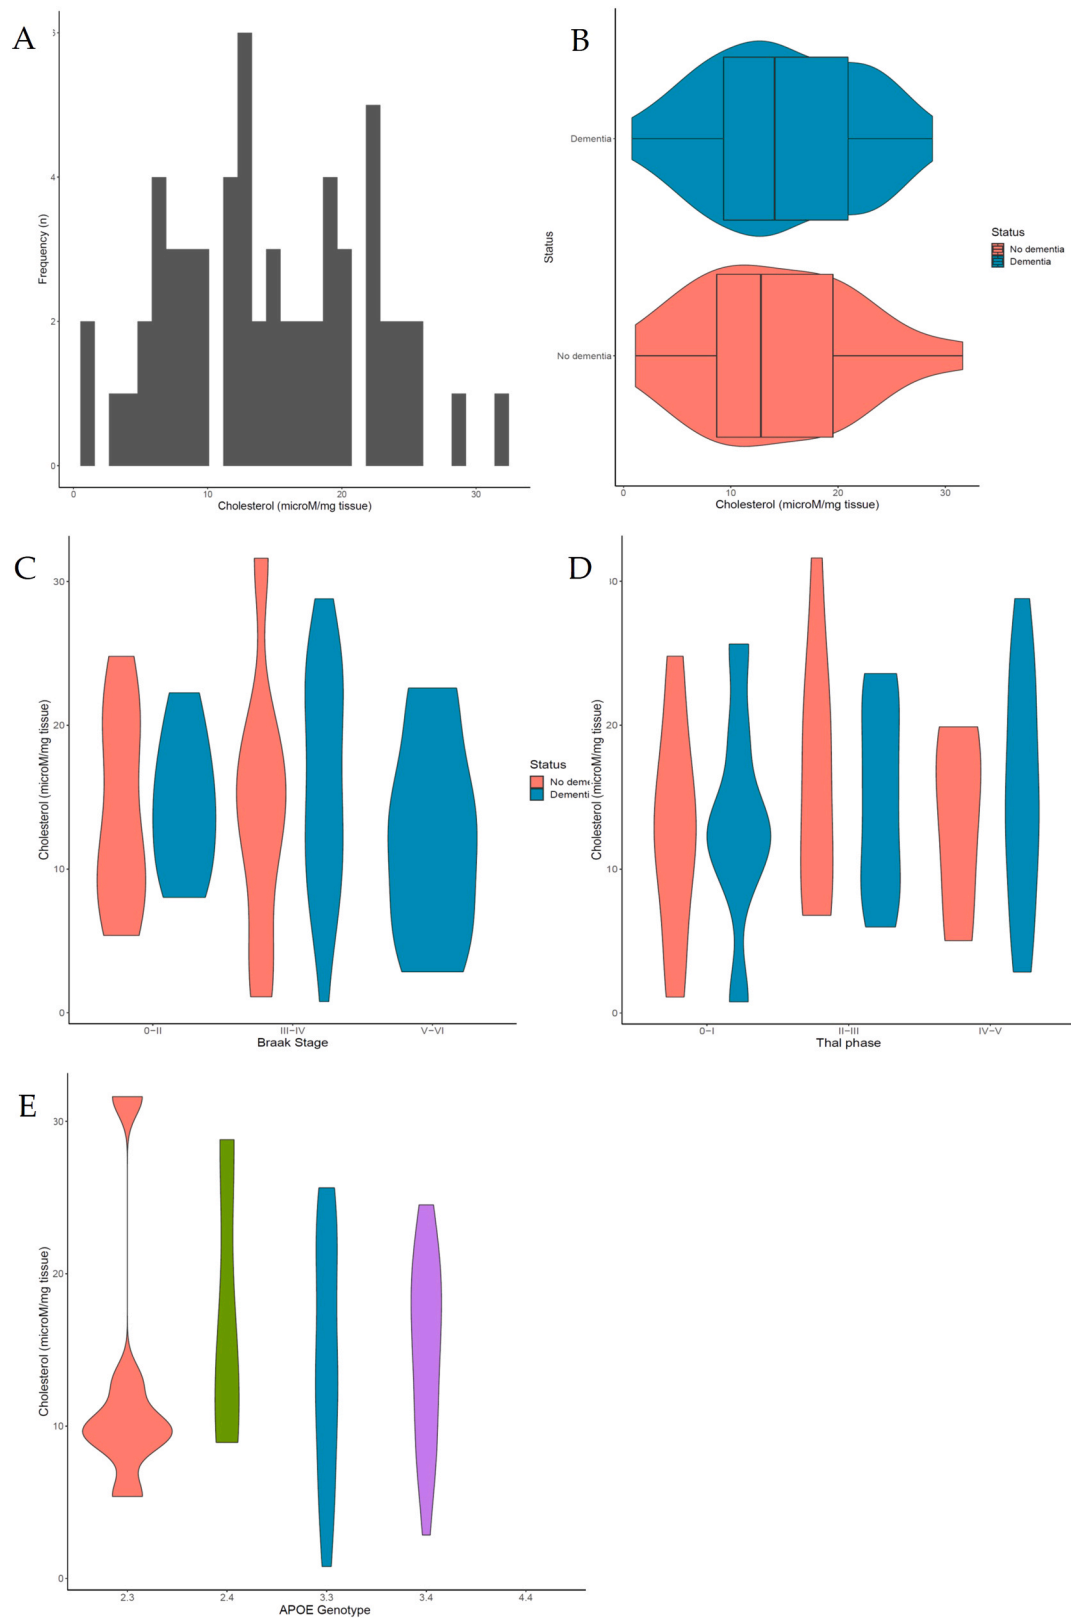 A
6
4
2
0
Frequency (n)
0 10 20 30
Cholesterol (microM/mg tissue)
B
Dementia
No dementia
Status
0 10 20 30
Cholesterol (microM/mg tissue)
Status
No dementia
Dementia
C
30
20
10
0
Cholesterol (microM/mg tissue)
0-II III-IV V-VI
Braak Stage
Status
No deme
Dementi
D
20
10
0
Cholesterol (microM/mg tissue)
0-I II-III IV-V
Thal phase
E
30
20
10
0
Cholesterol (microM/mg tissue)
2.3 2.4 3.3 3.4 4.4
APOE Genotype